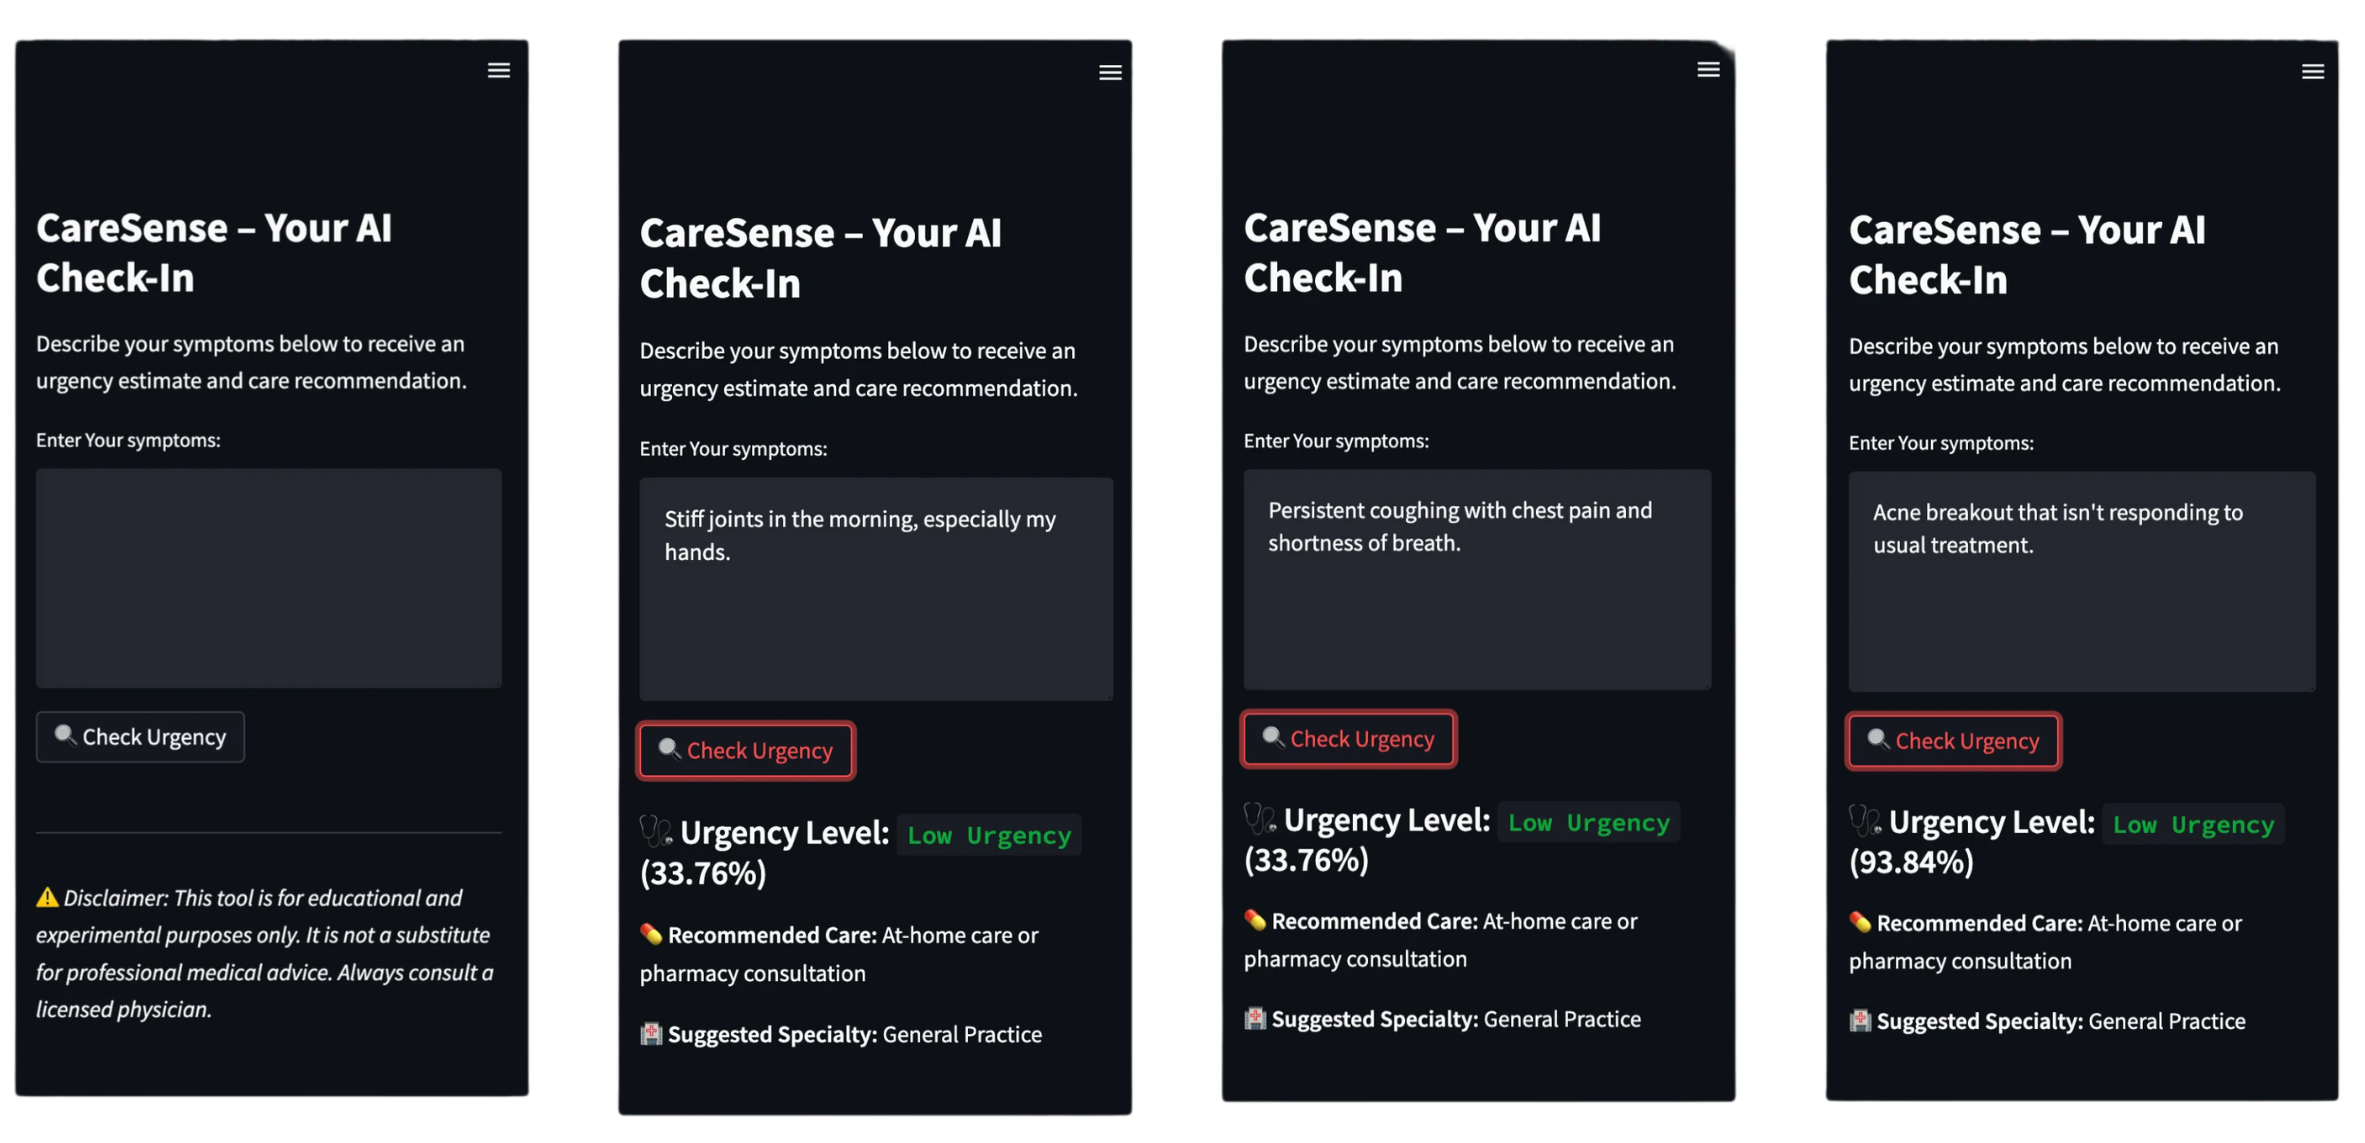 CareSense – Your AI
Check-In
Describe your symptoms below to receive an
urgency estimate and care recommendation.
Enter Your symptoms:
Check Urgency
Disclaimer: This tool is for educational and
experimental purposes only. It is not a substitute
for professional medical advice. Always consult a
licensed physician.
CareSense – Your AI
Check-In
Describe your symptoms below to receive an
urgency estimate and care recommendation.
Enter Your symptoms:
Stiff joints in the morning, especially my
hands.
Check Urgency
Urgency Level: Low Urgency
(33.76%)
Recommended Care: At-home care or
pharmacy consultation
Suggested Specialty: General Practice
CareSense – Your AI
Check-In
Describe your symptoms below to receive an
urgency estimate and care recommendation.
Enter Your symptoms:
Persistent coughing with chest pain and
shortness of breath.
Check Urgency
Urgency Level: Low Urgency
(33.76%)
Recommended Care: At-home care or
pharmacy consultation
Suggested Specialty: General Practice
CareSense – Your AI
Check-In
Describe your symptoms below to receive an
urgency estimate and care recommendation.
Enter Your symptoms:
Acne breakout that isn't responding to
usual treatment.
Check Urgency
Urgency Level: Low Urgency
(93.84%)
Recommended Care: At-home care or
pharmacy consultation
Suggested Specialty: General Practice